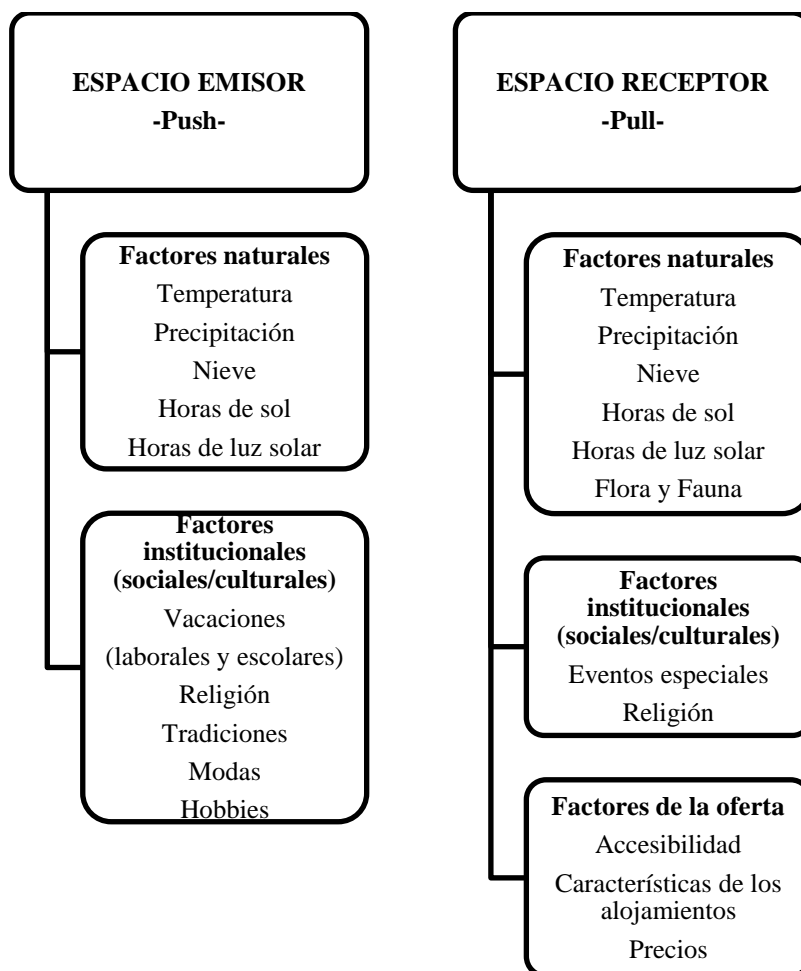 ESPACIO EMISOR
-Push-
Factores naturales
Temperatura
Precipitación
Nieve
Horas de sol
Horas de luz solar
Factores
institucionales
(sociales/culturales)
Vacaciones
(laborales y escolares)
Religión
Tradiciones
Modas
Hobbies
ESPACIO RECEPTOR
-Pull-
Factores naturales
Temperatura
Precipitación
Nieve
Horas de sol
Horas de luz solar
Flora y Fauna
Factores
institucionales
(sociales/culturales)
Eventos especiales
Religión
Factores de la oferta
Accesibilidad
Características de los
alojamientos
Precios